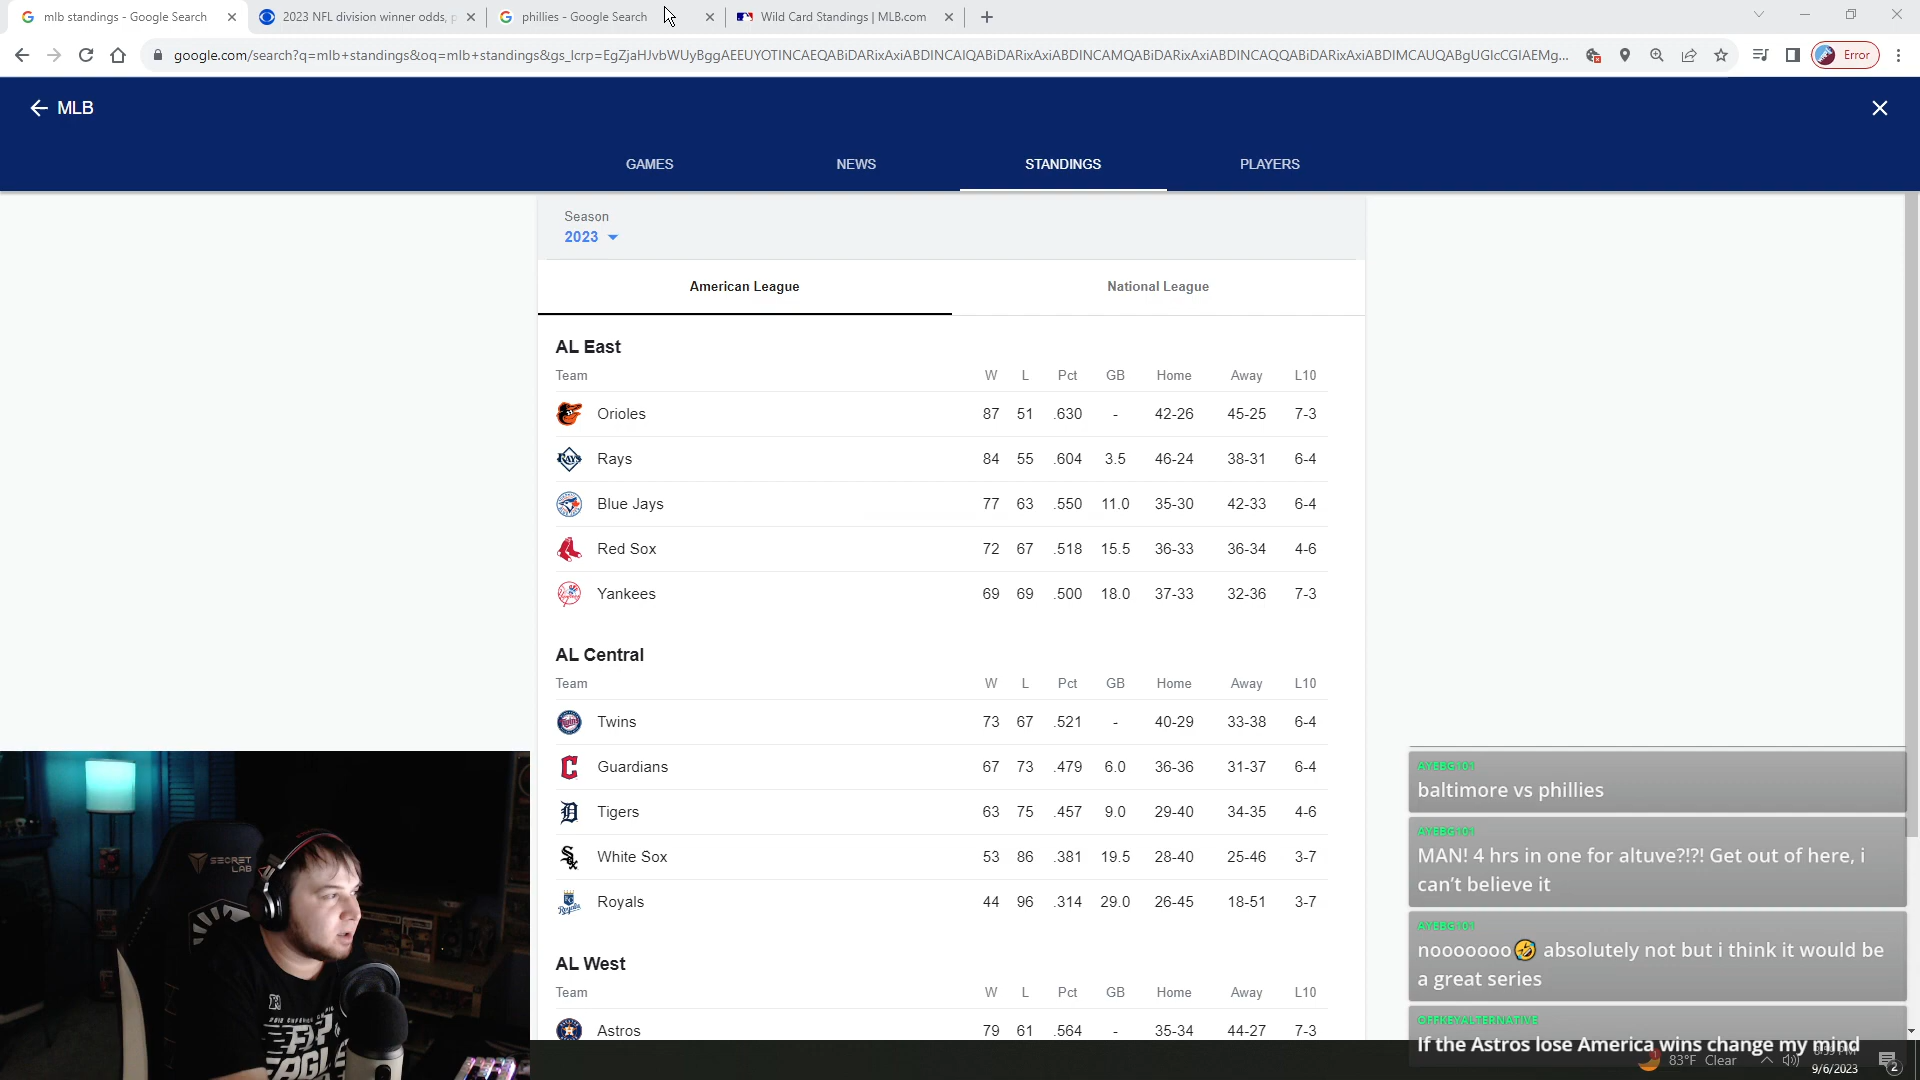 mlb standings - Google Search
2023 NFL division winner odds, p
phillies - Google Search
Wild Card Standings | MLB.com
google.com/search?q=mlb+standings&oq=mlb+standings&gs_lcrp=EgZjaHJvbWUyBggAEEUYOTINCAEQABiDARixAxiABDINCAIQABiDARixAxiABDINCAMQABiDARixAxiABDINCAQQABiDARixAxiABDIMCAUQABgUGIcCGIAEMg...
Error
MLB
GAMES NEWS STANDINGS PLAYERS
Season
2023
American League National League
AL East
Team W L Pct GB Home Away L10
Orioles 87 51 .630 - 42-26 45-25 7-3
Rays 84 55 .604 3.5 46-24 38-31 6-4
Blue Jays 77 63 .550 11.0 35-30 42-33 6-4
Red Sox 72 67 .518 15.5 36-33 36-34 4-6
Yankees 69 69 .500 18.0 37-33 32-36 7-3
AL Central
Team W L Pct GB Home Away L10
Twins 73 67 .521 - 40-29 33-38 6-4
Guardians 67 73 .479 6.0 36-36 31-37 6-4
Tigers 63 75 .457 9.0 29-40 34-35 4-6
White Sox 53 86 .381 19.5 28-40 25-46 3-7
Royals 44 96 .314 29.0 26-45 18-51 3-7
AL West
Team W L Pct GB Home Away L10
Astros 79 61 .564 - 35-34 44-27 7-3
SECRET
LAB
AYEBG101
baltimore vs phillies
AYEBG101
MAN! 4 hrs in one for altuve?!?! Get out of here, i
can't believe it
AYEBG101
nooooooo🤣 absolutely not but i think it would be
a great series
OFFKEYALTERNATIVE
If the Astros lose America wins change my mind
83°F Clear
9/6/2023
2